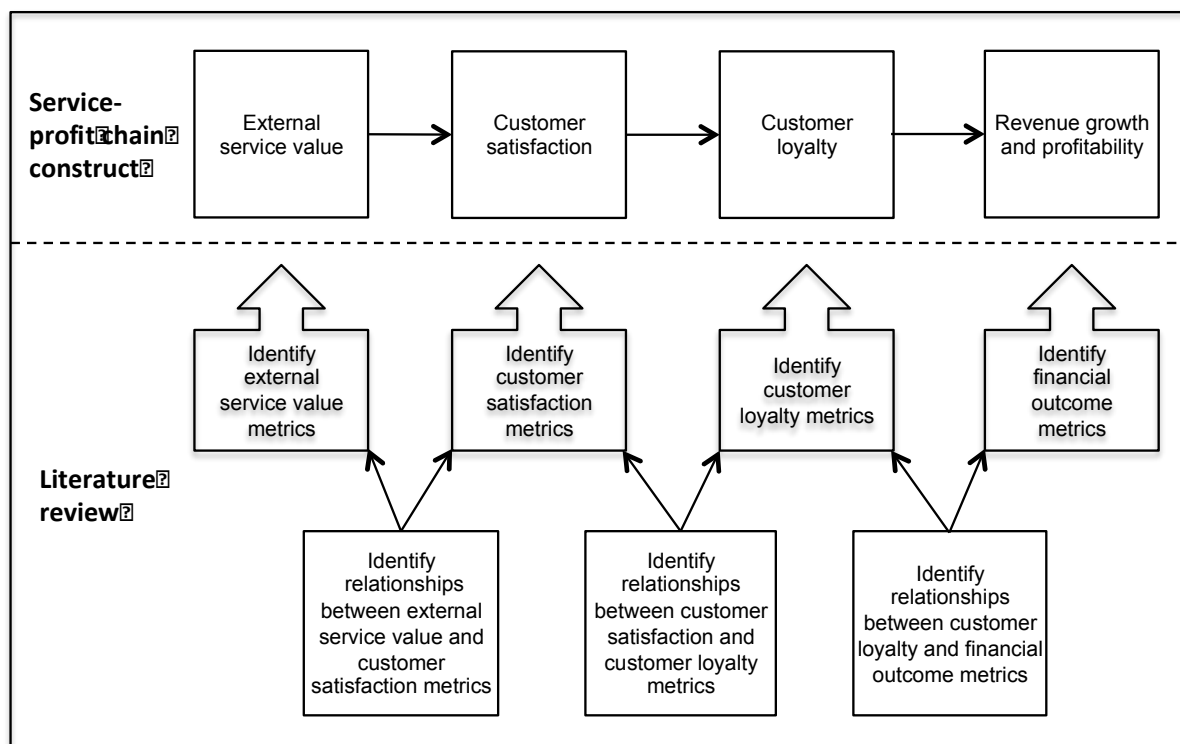 Service-
profit chain
construct
External
service value
Customer
satisfaction
Customer
loyalty
Revenue growth
and profitability
Literature
review
Identify
external
service value
metrics
Identify
customer
satisfaction
metrics
Identify
customer
loyalty metrics
Identify
financial
outcome
metrics
Identify
relationships
between external
service value and
customer
satisfaction metrics
Identify
relationships
between customer
satisfaction and
customer loyalty
metrics
Identify
relationships
between customer
loyalty and financial
outcome metrics